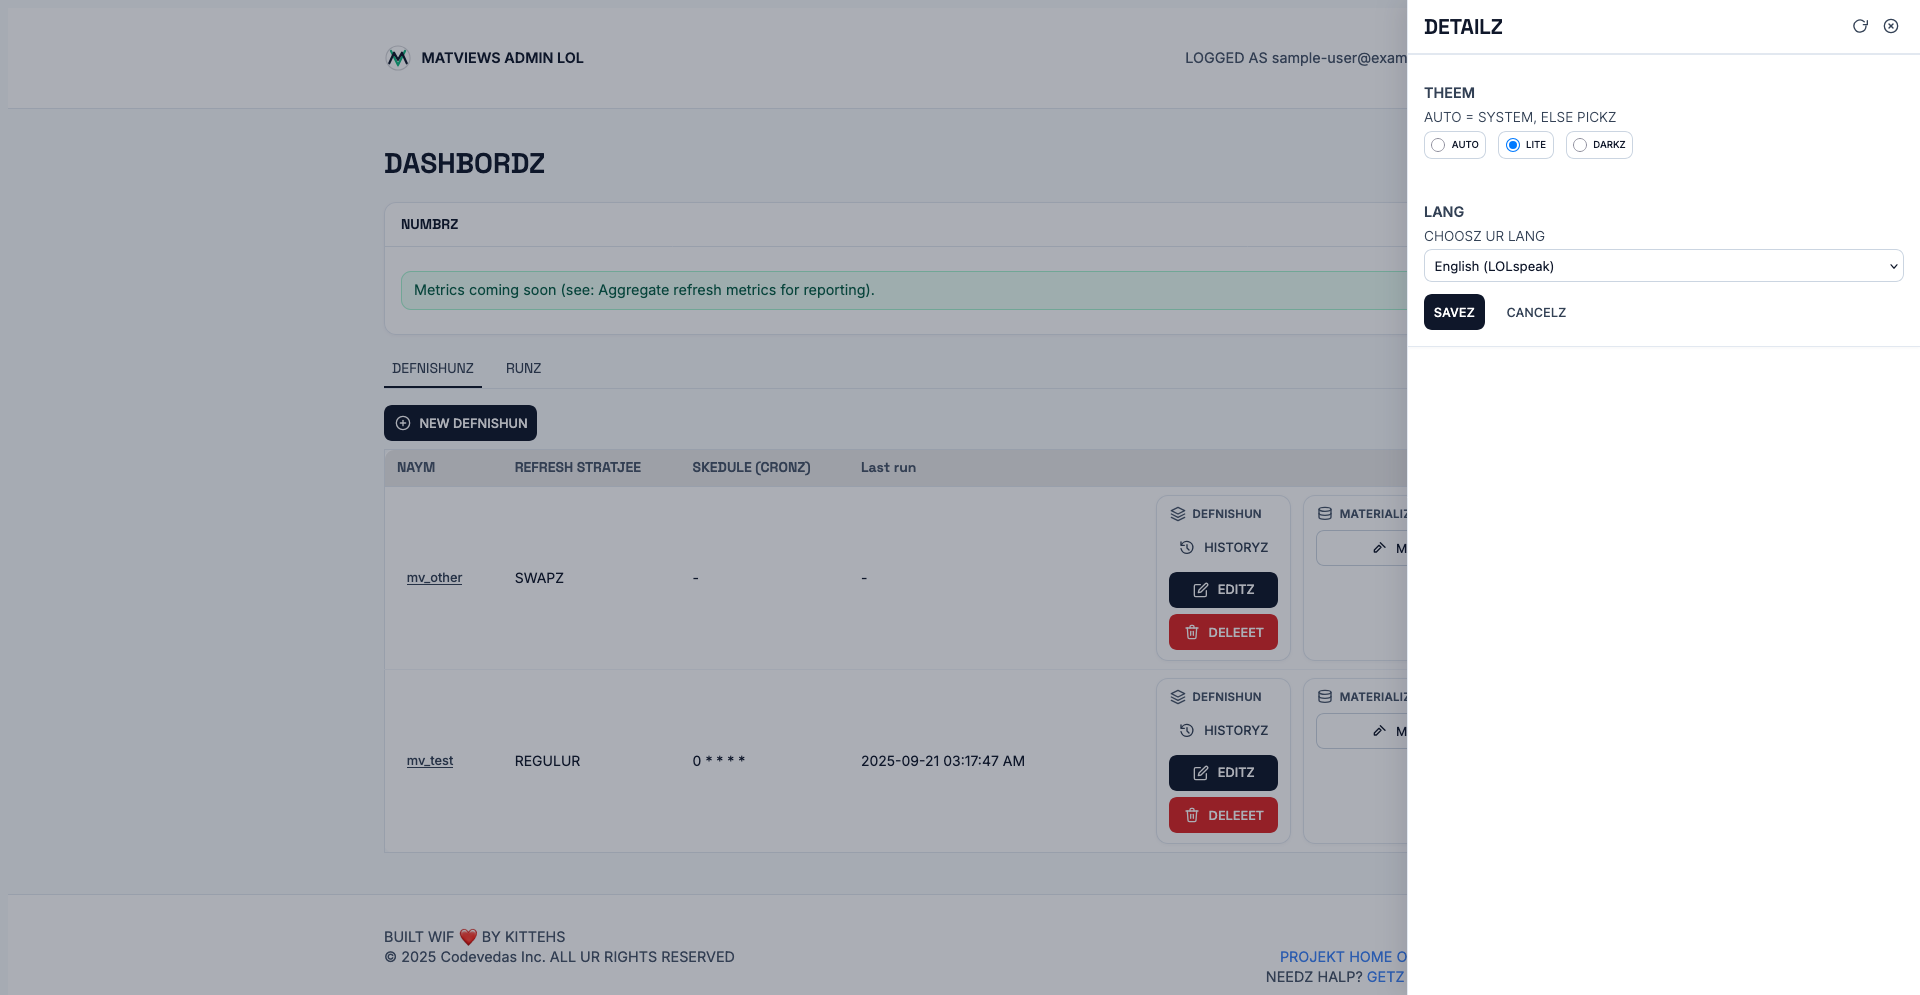 MATVIEWS ADMIN LOL
LOGGED AS sample-user@exam
DASHBORDZ
NUMBRZ
Metrics coming soon (see: Aggregate refresh metrics for reporting).
DEFNISHUNZ RUNZ
NEW DEFNISHUN
NAYM REFRESH STRATJEE SKEDULE (CRONZ) Last run
mv_other SWAPZ - -
DEFNISHUN
HISTORYZ
EDITZ
DELEEET
MATERIALIZ
M
mv_test REGULUR 0 * * * * 2025-09-21 03:17:47 AM
DEFNISHUN
HISTORYZ
EDITZ
DELEEET
MATERIALIZ
M
BUILT WIF ❤️ BY KITTEHS
© 2025 Codevedas Inc. ALL UR RIGHTS RESERVED
PROJEKT HOME O
NEEDZ HALP? GETZ
DETAILZ
THEEM
AUTO = SYSTEM, ELSE PICKZ
AUTO LITE DARKZ
LANG
CHOOSZ UR LANG
English (LOLspeak)
SAVEZ CANCELZ